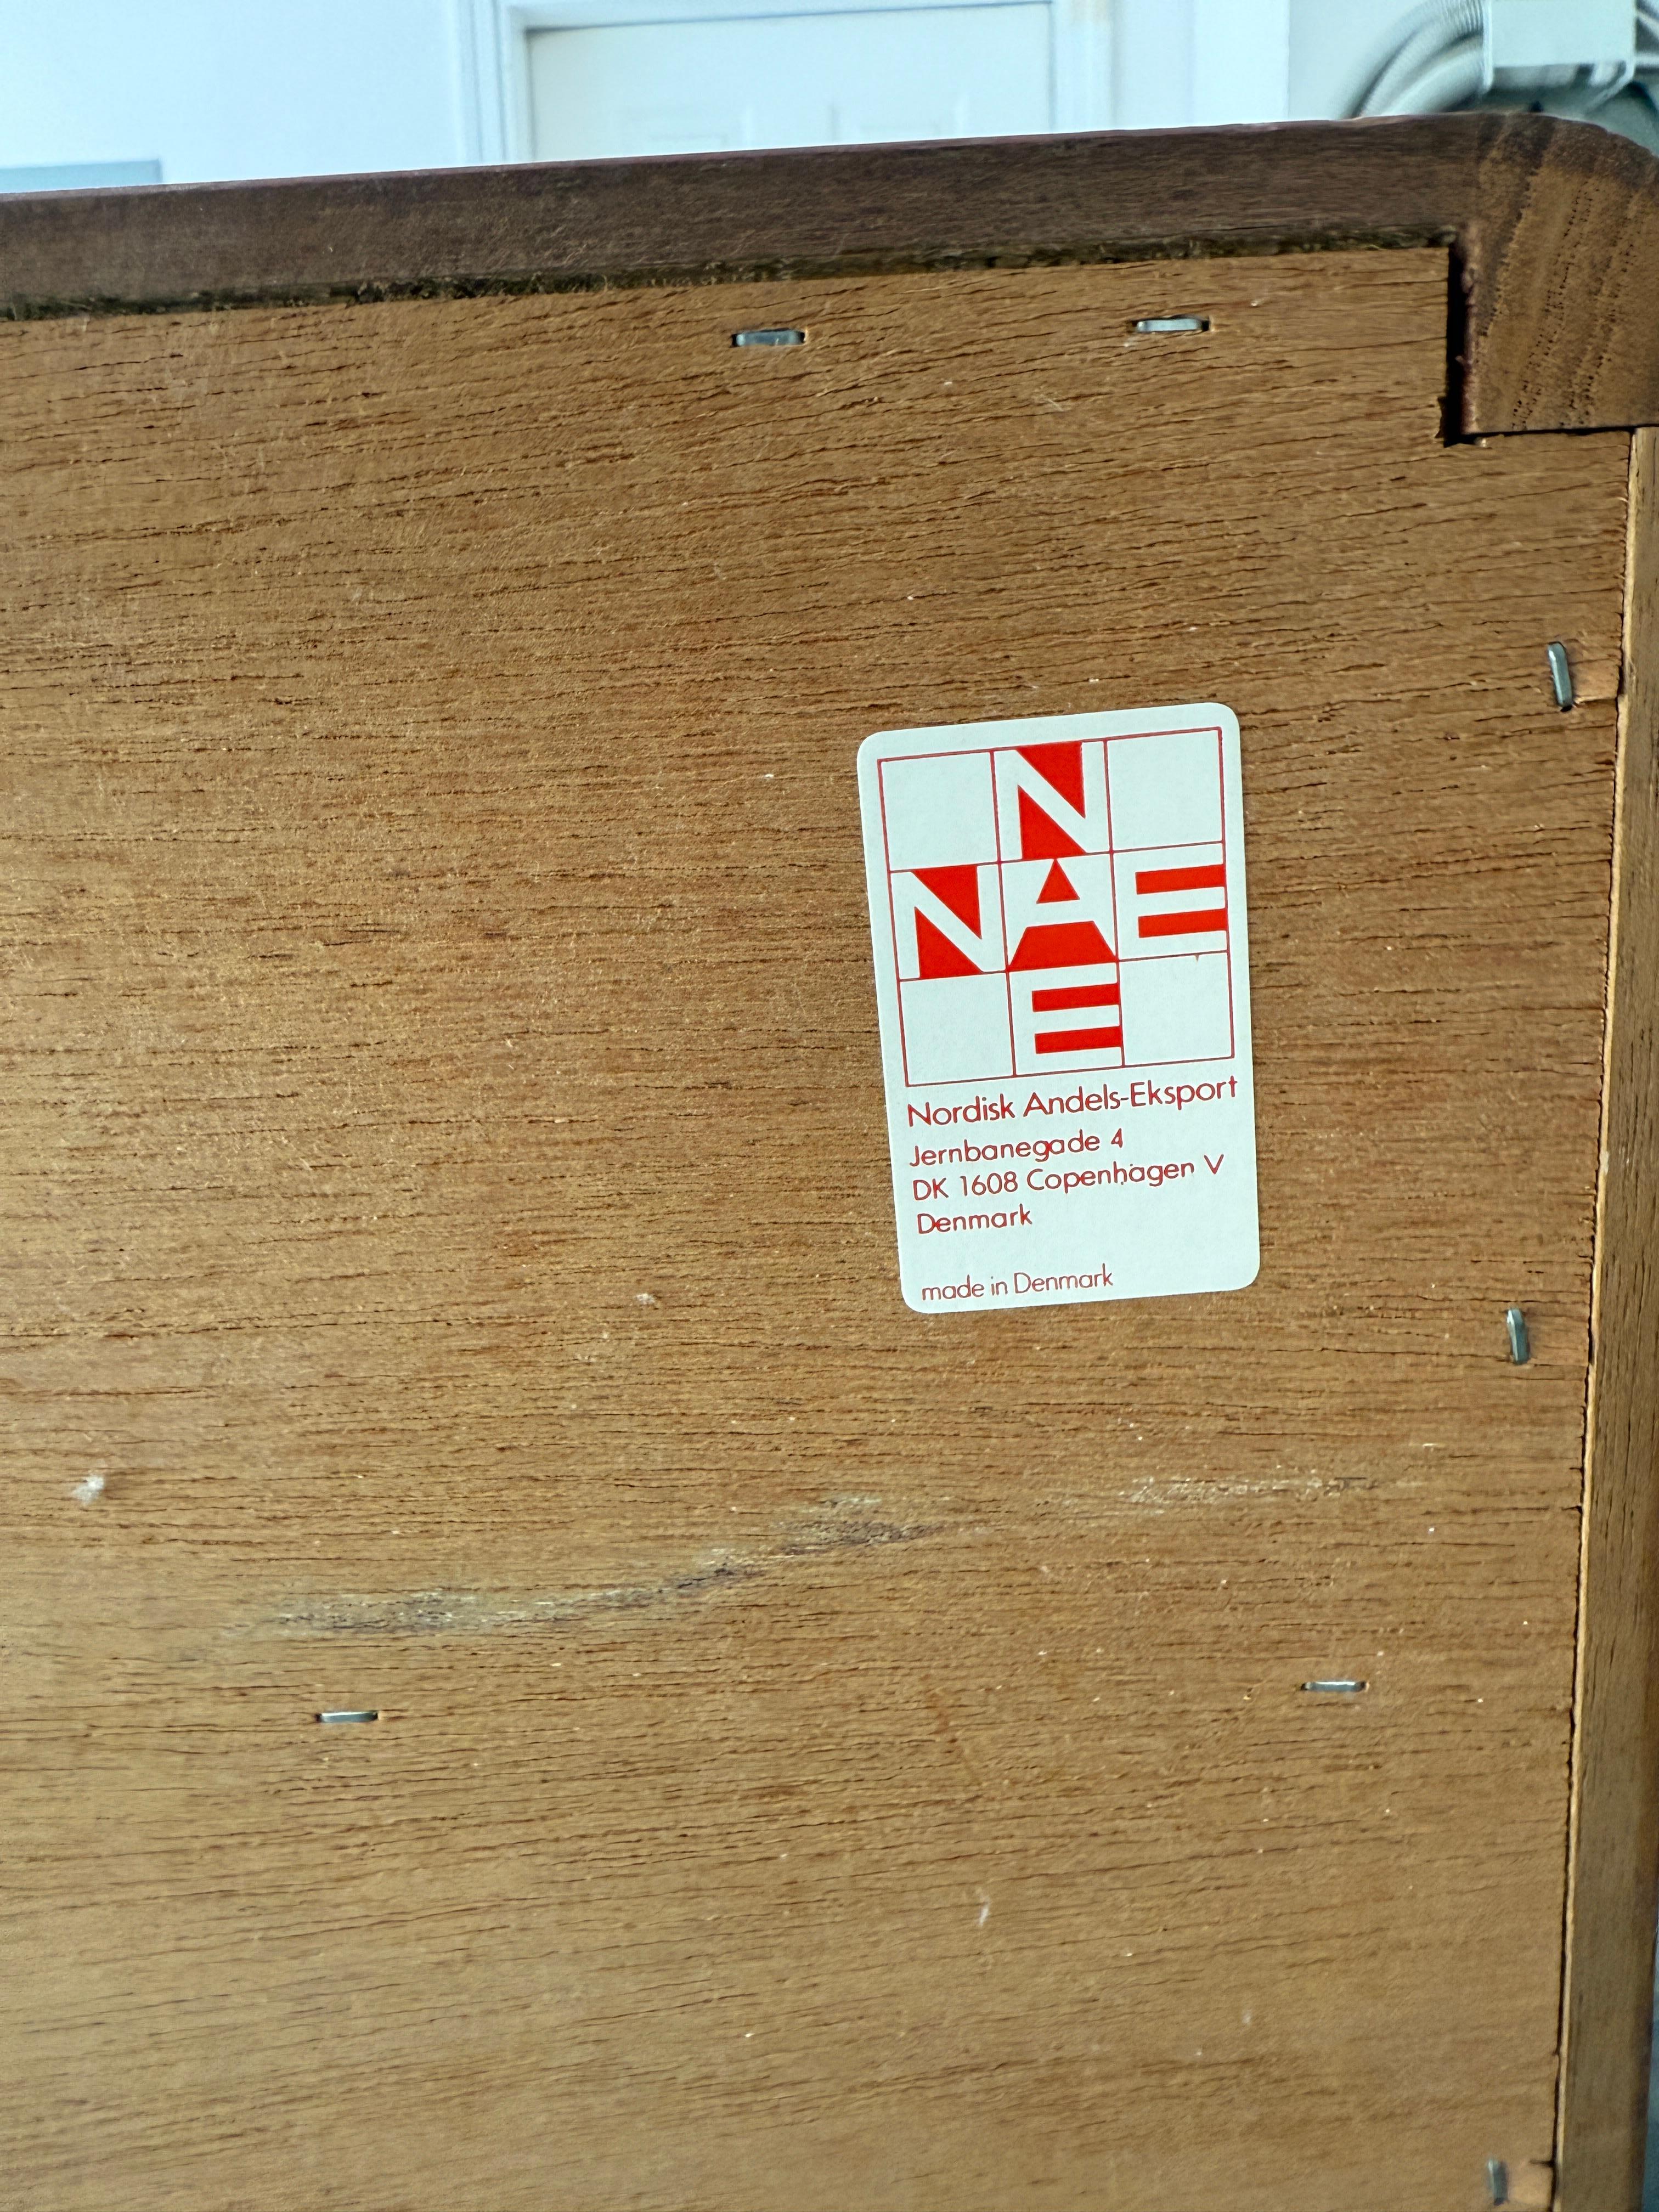 N
NAE
E
Nordisk Andels-Eksport
Jernbanegade 4
DK 1608 Copenhagen V
Denmark
made in Denmark